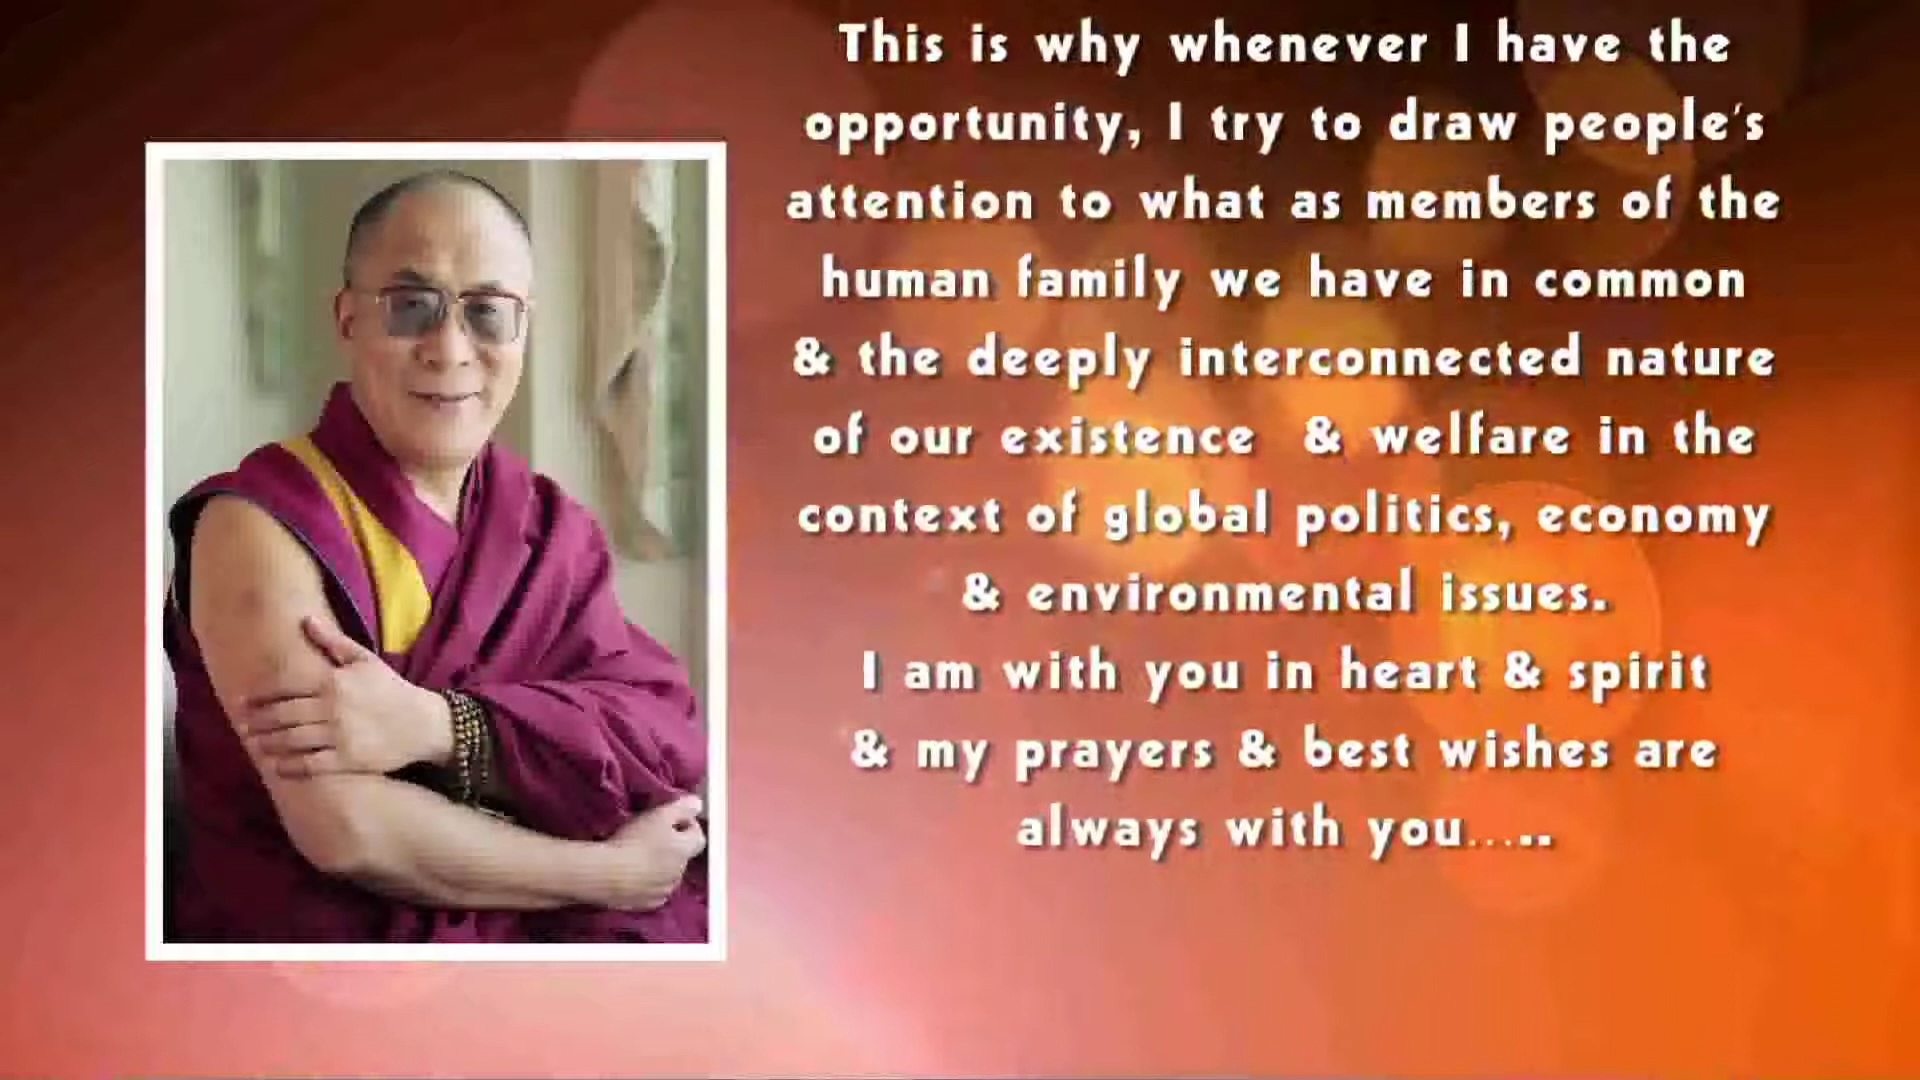 This is why whenever I have the
opportunity, I try to draw people's
attention to what as members of the
human family we have in common
& the deeply interconnected nature
of our existence & welfare in the
context of global politics, economy
& environmental issues.
I am with you in heart & spirit
& my prayers & best wishes are
always with you.....